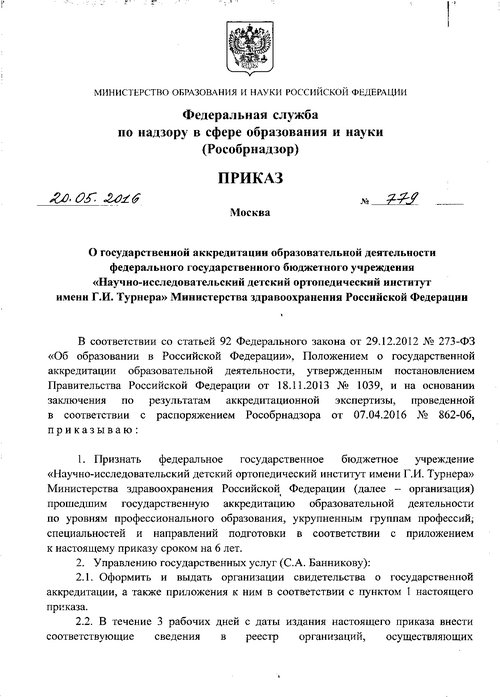 МИНИСТЕРСТВО ОБРАЗОВАНИЯ И НАУКИ РОССИЙСКОЙ ФЕДЕРАЦИИ
Федеральная служба
по надзору в сфере образования и науки
(Рособрнадзор)
ПРИКАЗ
20.05.2016 № 779
Москва
О государственной аккредитации образовательной деятельности
федерального государственного бюджетного учреждения
«Научно-исследовательский детский ортопедический институт
имени Г.И. Турнера» Министерства здравоохранения Российской Федерации
В соответствии со статьей 92 Федерального закона от 29.12.2012 № 273-ФЗ
«Об образовании в Российской Федерации», Положением о государственной
аккредитации образовательной деятельности, утвержденным постановлением
Правительства Российской Федерации от 18.11.2013 № 1039, и на основании
заключения по результатам аккредитационной экспертизы, проведенной
в соответствии с распоряжением Рособрнадзора от 07.04.2016 № 862-06,
приказываю:
1. Признать федеральное государственное бюджетное учреждение
«Научно-исследовательский детский ортопедический институт имени Г.И. Турнера»
Министерства здравоохранения Российской Федерации (далее – организация)
прошедшим государственную аккредитацию образовательной деятельности
по уровням профессионального образования, укрупненным группам профессий,
специальностей и направлений подготовки в соответствии с приложением
к настоящему приказу сроком на 6 лет.
2. Управлению государственных услуг (С.А. Банникову):
2.1. Оформить и выдать организации свидетельства о государственной
аккредитации, а также приложения к ним в соответствии с пунктом 1 настоящего
приказа.
2.2. В течение 3 рабочих дней с даты издания настоящего приказа внести
соответствующие сведения в реестр организаций, осуществляющих